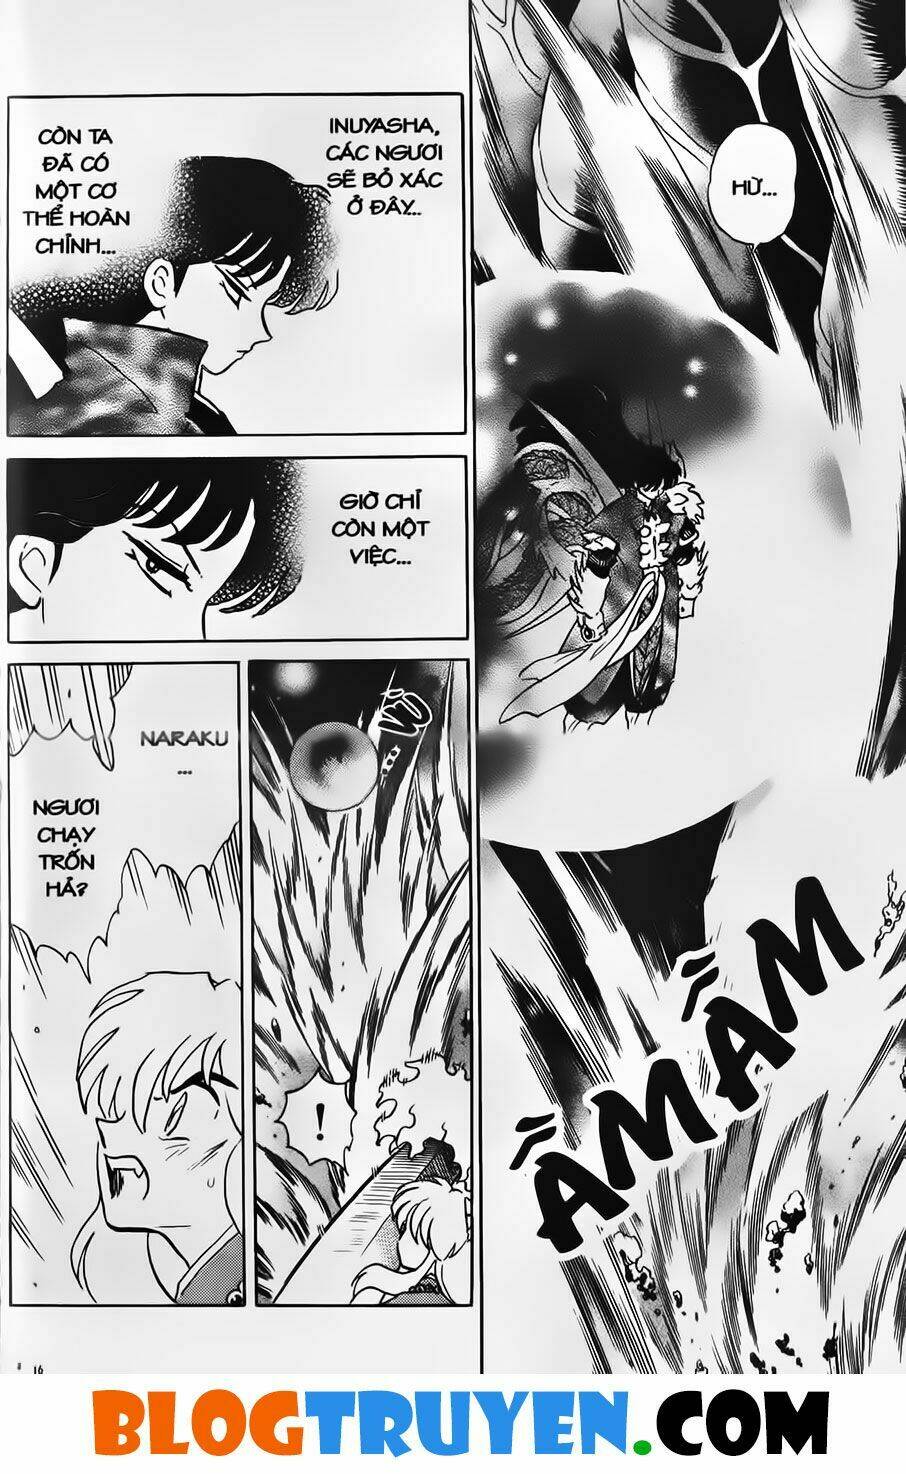 HỪ...
ẦM ẦM
INUYASHA,
CÁC NGƯƠI
SẼ BỎ XÁC
Ở ĐÂY...
CÒN TA
ĐÃ CÓ
MỘT CƠ
THỂ HOÀN
CHỈNH...
GIỜ CHỈ
CÒN MỘT
VIỆC...
!
NARAKU
...
NGƯƠI
CHẠY
TRỐN
HẢ?
16
BLOGTRUYEN.COM